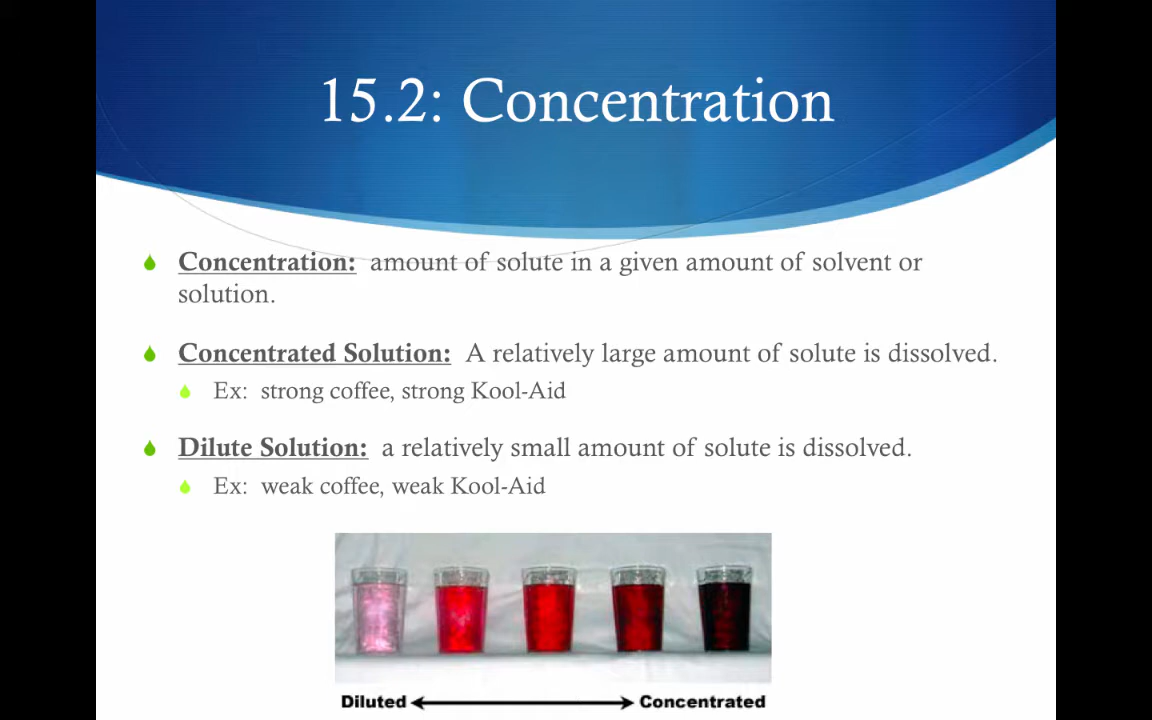 15.2: Concentration
Concentration: amount of solute in a given amount of solvent or
solution.
Concentrated Solution: A relatively large amount of solute is dissolved.
Ex: strong coffee, strong Kool-Aid
Dilute Solution: a relatively small amount of solute is dissolved.
Ex: weak coffee, weak Kool-Aid
Diluted Concentrated